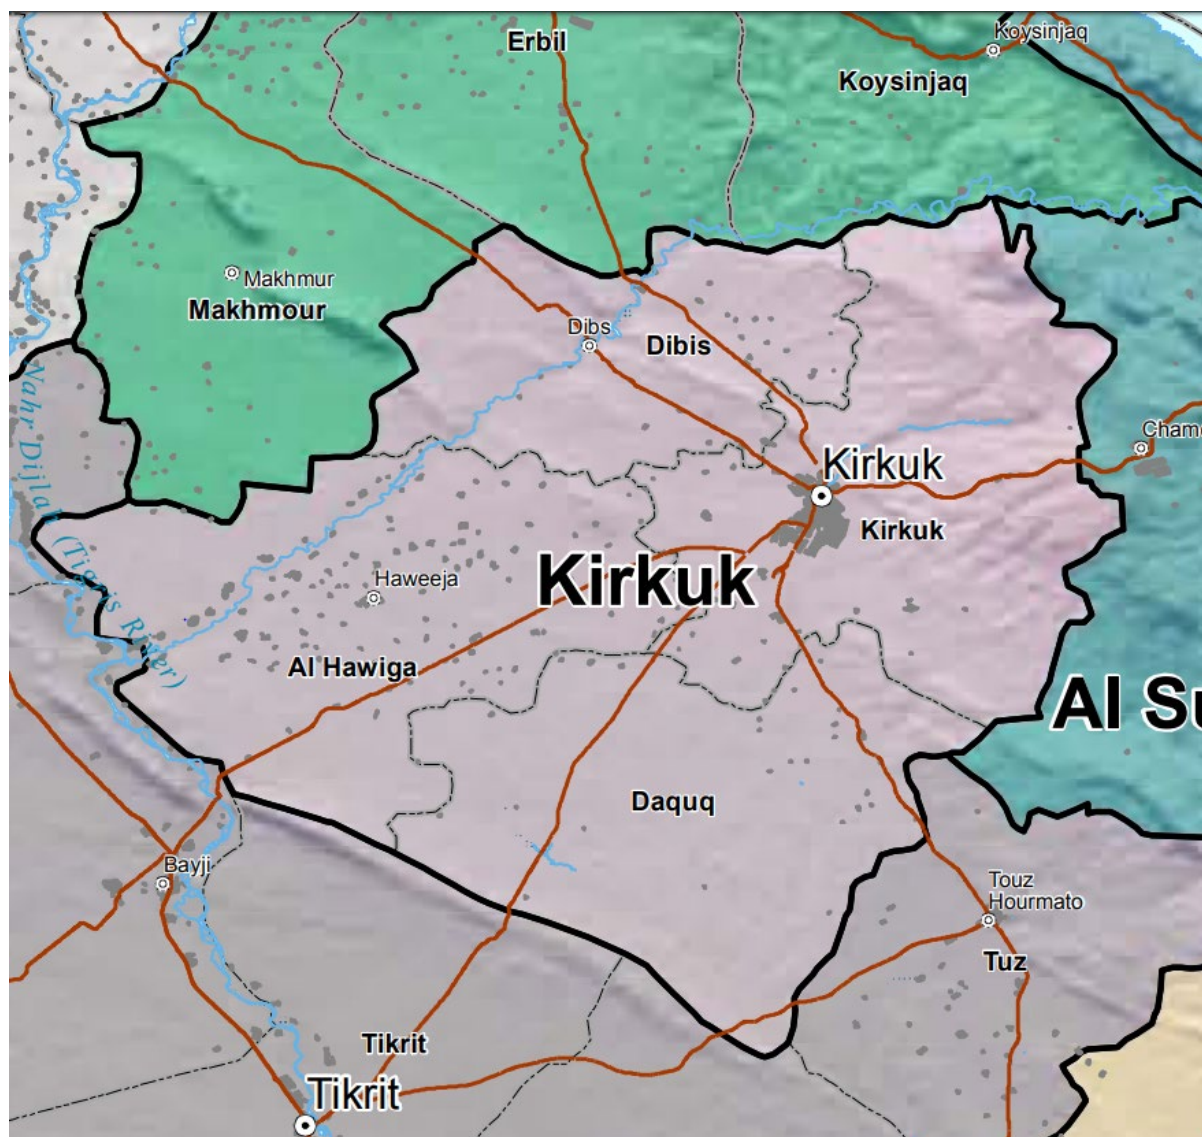 Erbil
Koysinjaq
Koysinjaq
Makhmur
Makhmour
Dibs
Dibis
Nahr Dijlah (Tigris River)
Kirkuk
Kirkuk
Kirkuk
Haweeja
Al Hawiga
Al Su
Daquq
Bayji
Touz
Hourmato
Tuz
Tikrit
Tikrit